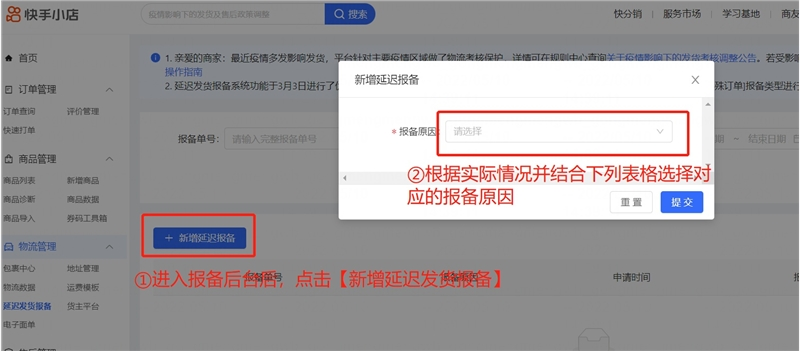 快手小店
疫情影响下的发货及售后政策调整
搜索
快分销
服务市场
学习基地
商友
首页
订单管理
订单查询 评价管理
快速打单
商品管理
商品列表 新增商品
商品诊断 商品数据
商品导入 券码工具箱
物流管理
包裹中心 地址管理
物流数据 运费模板
延迟发货报备 货主平台
电子面单
1. 亲爱的商家：最近疫情多发影响发货，平台针对主要疫情区域做了物流考核保护，详情可在规则中心查询关于疫情影响下的发货考核调整公告。若受影
操作指南
2. 延迟发货报备系统功能于3月3日进行了优
殊订单]报备类型进行
报备单号： 请输入完整报备单号
~ 结束日期
新增延迟报备
* 报备原因： 请选择
②根据实际情况并结合下列表格选择对
应的报备原因
重 置 提 交
+ 新增延迟报备
①进入报备后台后，点击【新增延迟发货报备】
报备单号 报备原因 申请时间